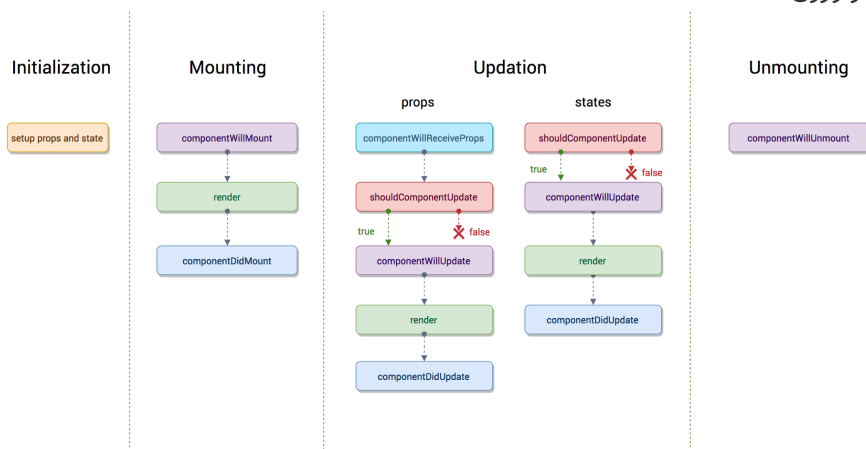 Initialization
Mounting
Updation
Unmounting
props
states
setup props and state
componentWillMount
render
componentDidMount
componentWillReceiveProps
shouldComponentUpdate
true
false
componentWillUpdate
render
componentDidUpdate
shouldComponentUpdate
true
false
componentWillUpdate
render
componentDidUpdate
componentWillUnmount